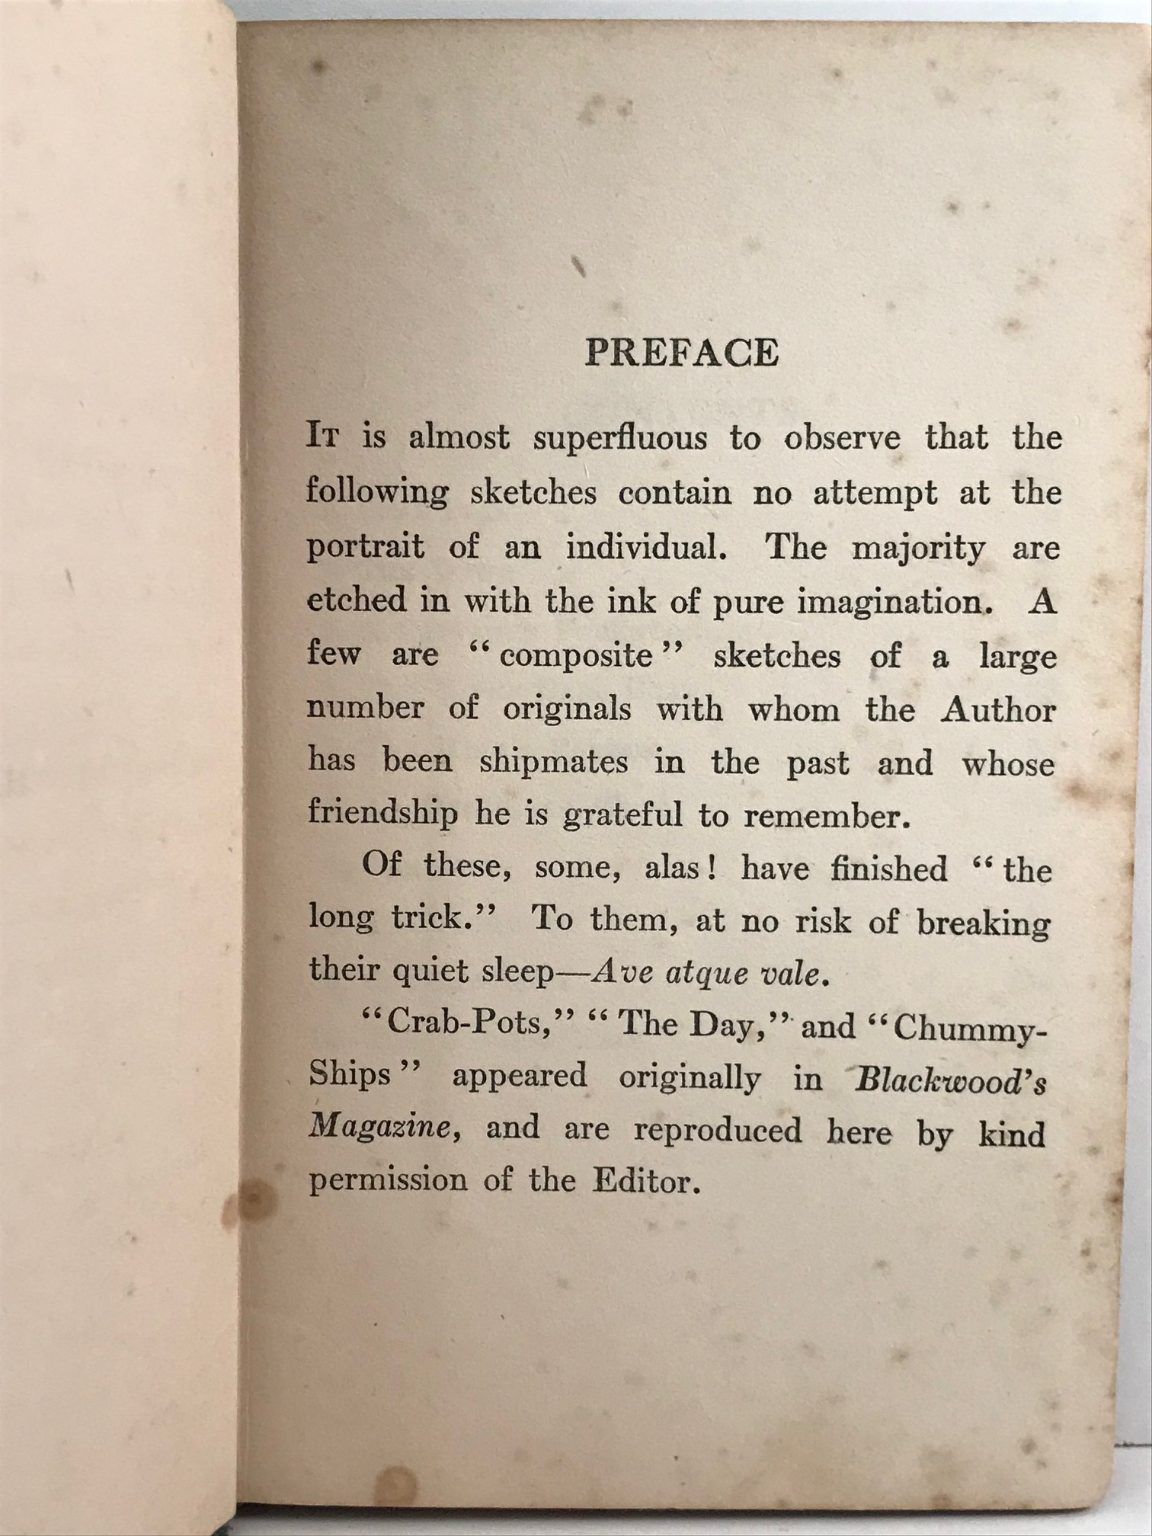 PREFACE
IT is almost superfluous to observe that the
following sketches contain no attempt at the
portrait of an individual. The majority are
etched in with the ink of pure imagination. A
few are “composite” sketches of a large
number of originals with whom the Author
has been shipmates in the past and whose
friendship he is grateful to remember.
Of these, some, alas! have finished “the
long trick.” To them, at no risk of breaking
their quiet sleep—Ave atque vale.
“Crab-Pots,” “The Day,” and “Chummy-
Ships” appeared originally in Blackwood’s
Magazine, and are reproduced here by kind
permission of the Editor.